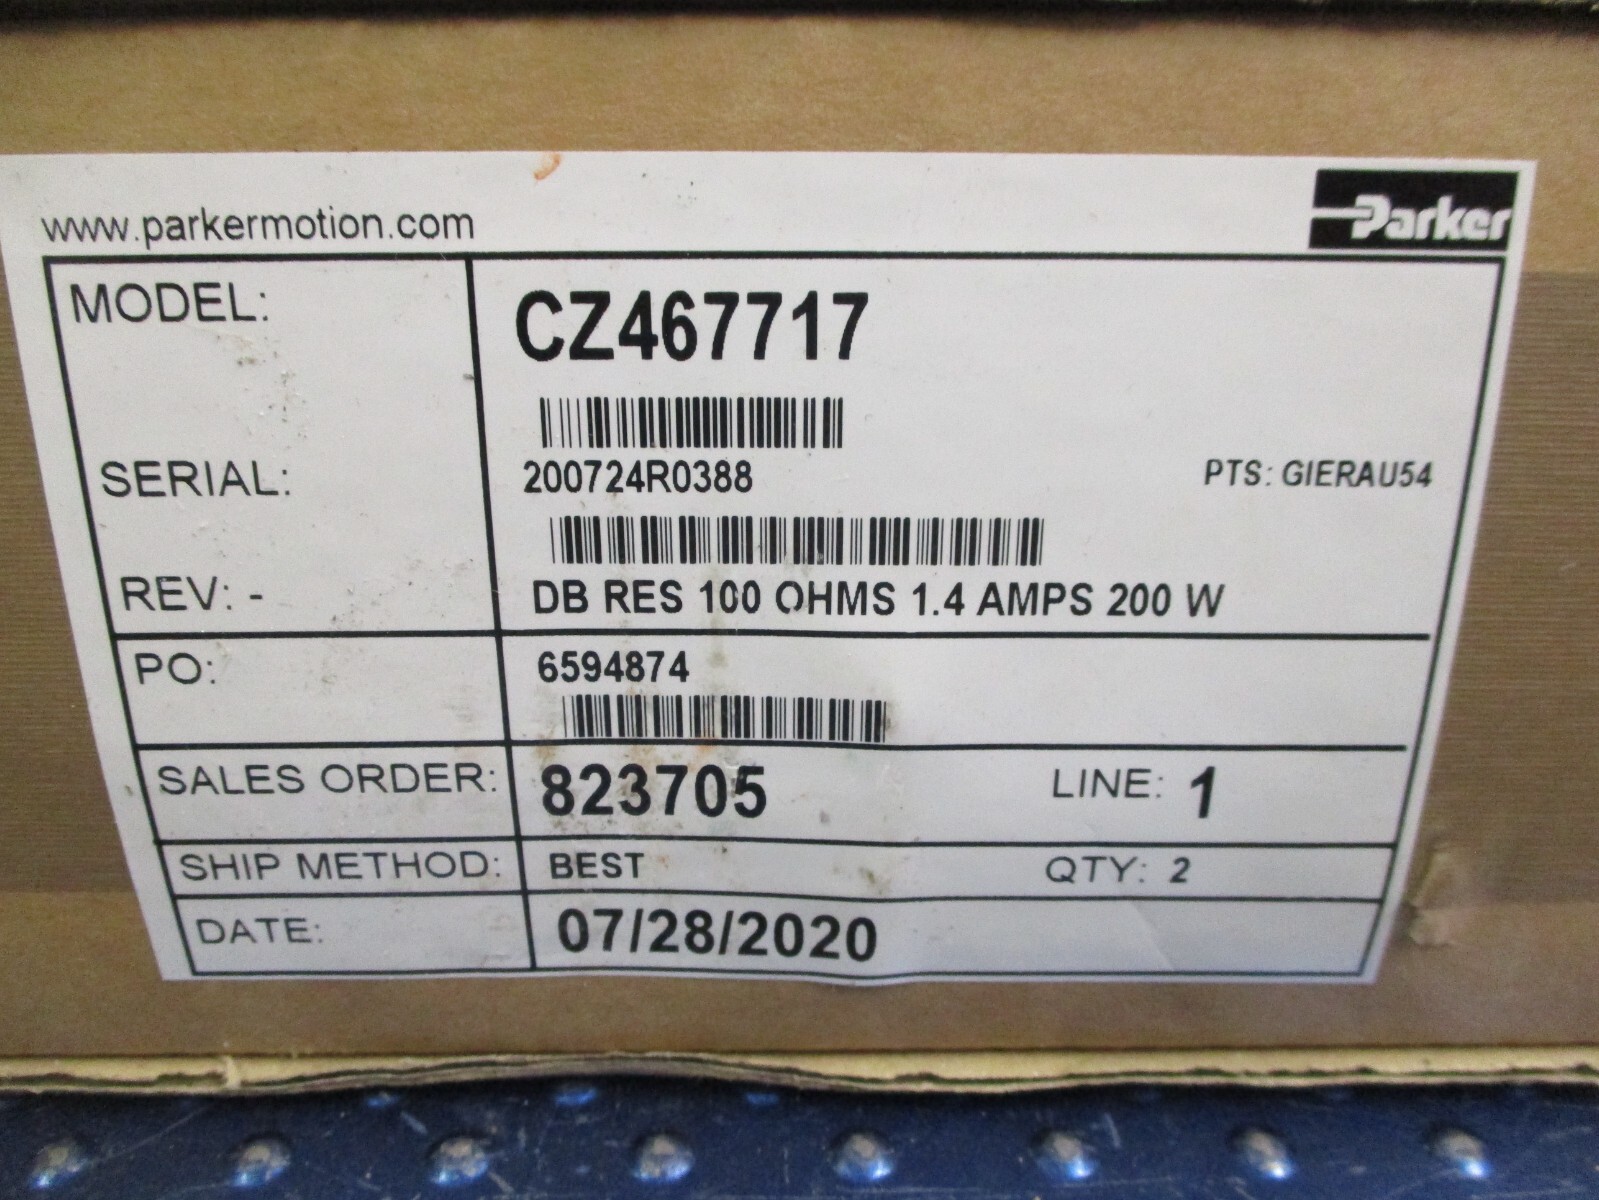 www.parkermotion.com
Parker
MODEL: CZ467717
SERIAL: 200724R0388 PTS: GIERAU54
REV: - DB RES 100 OHMS 1.4 AMPS 200 W
PO: 6594874
SALES ORDER: 823705 LINE: 1
SHIP METHOD: BEST QTY: 2
DATE: 07/28/2020